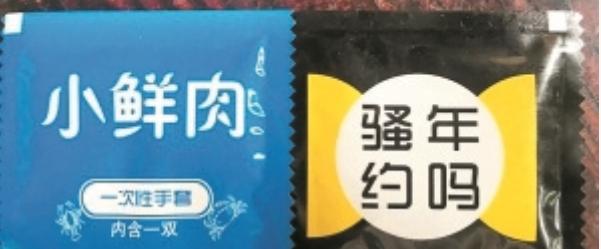 小鲜肉
一次性手套
内含一双
骚年
约吗